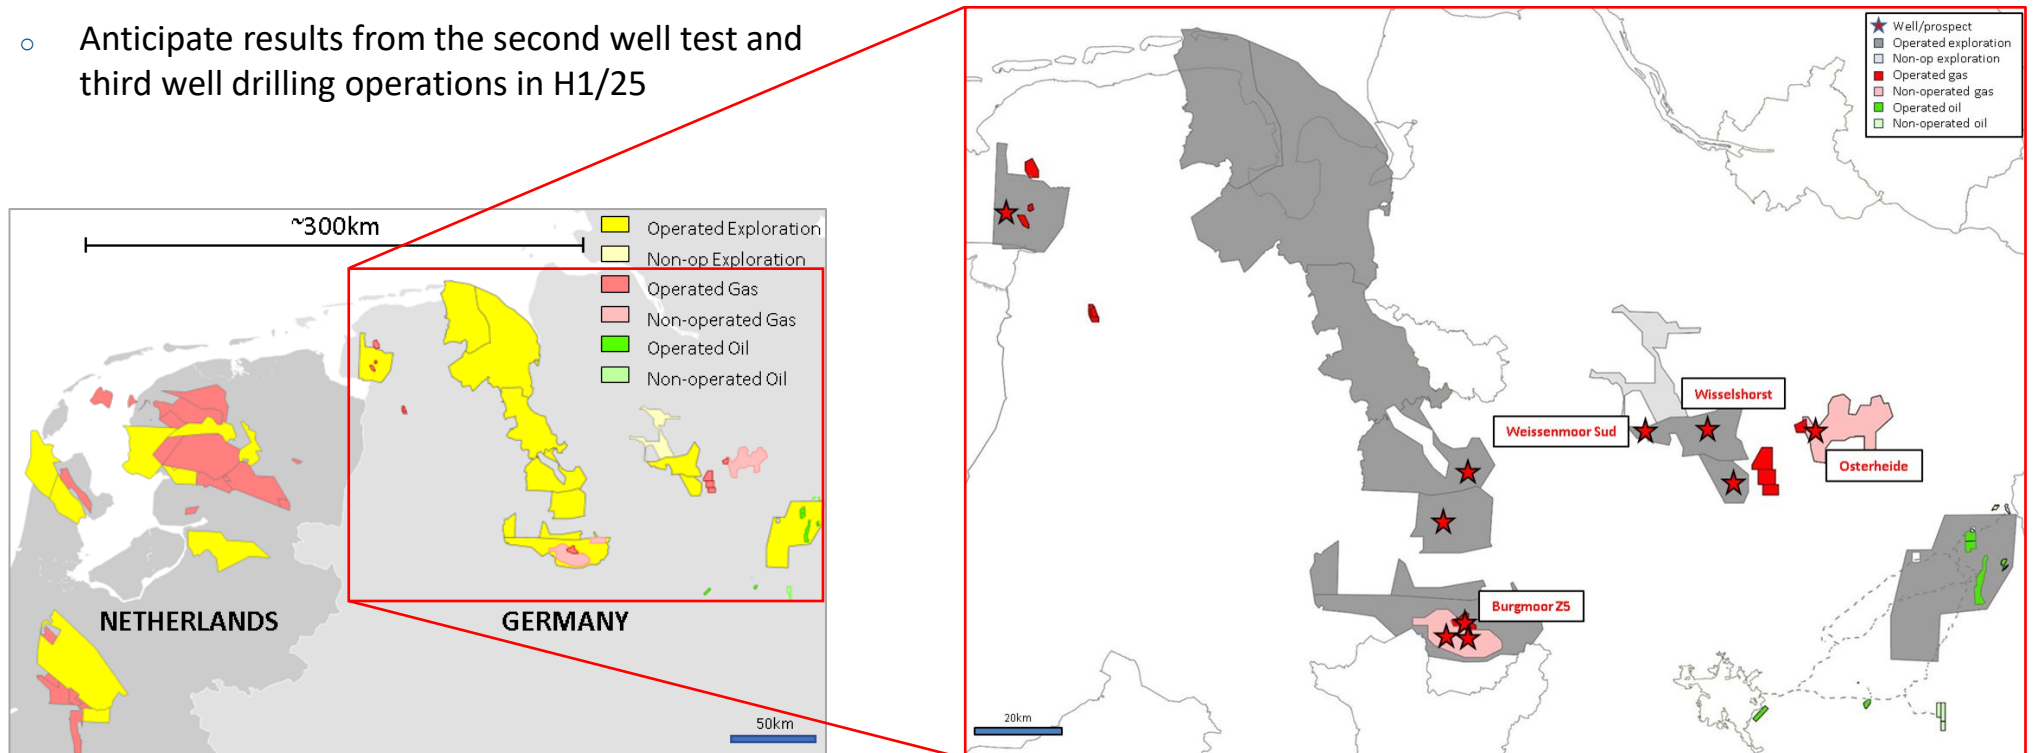 ○ Anticipate results from the second well test and
third well drilling operations in H1/25
~300km
Operated Exploration
Non-op Exploration
Operated Gas
Non-operated Gas
Operated Oil
Non-operated Oil
NETHERLANDS
GERMANY
50km
Well/prospect
Operated exploration
Non-op exploration
Operated gas
Non-operated gas
Operated oil
Non-operated oil
Wisselshorst
Weissenmoor Sud
Osterheide
Burgmoor Z5
20km